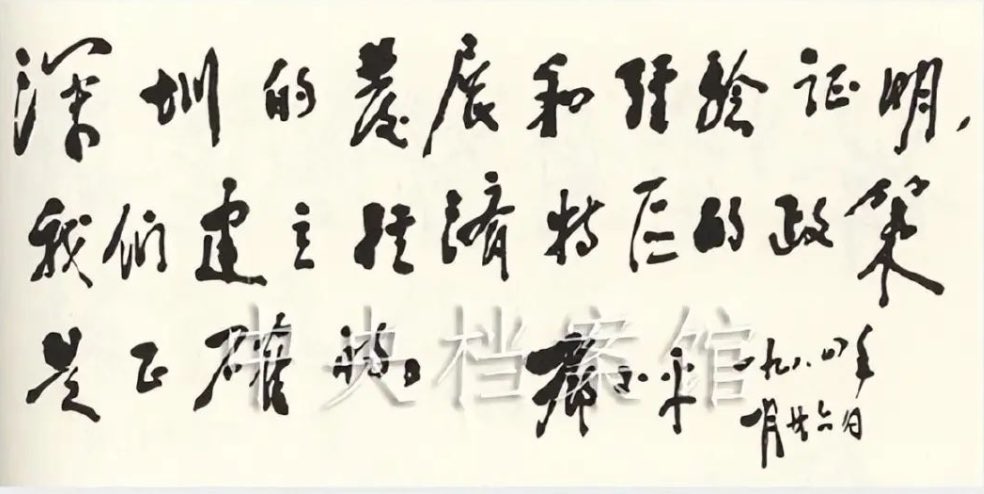 深圳的发展和经验证明，
我们建立经济特区的政策
是正确的。 邓小平 一九八四年
一月廿六日
中央档案馆